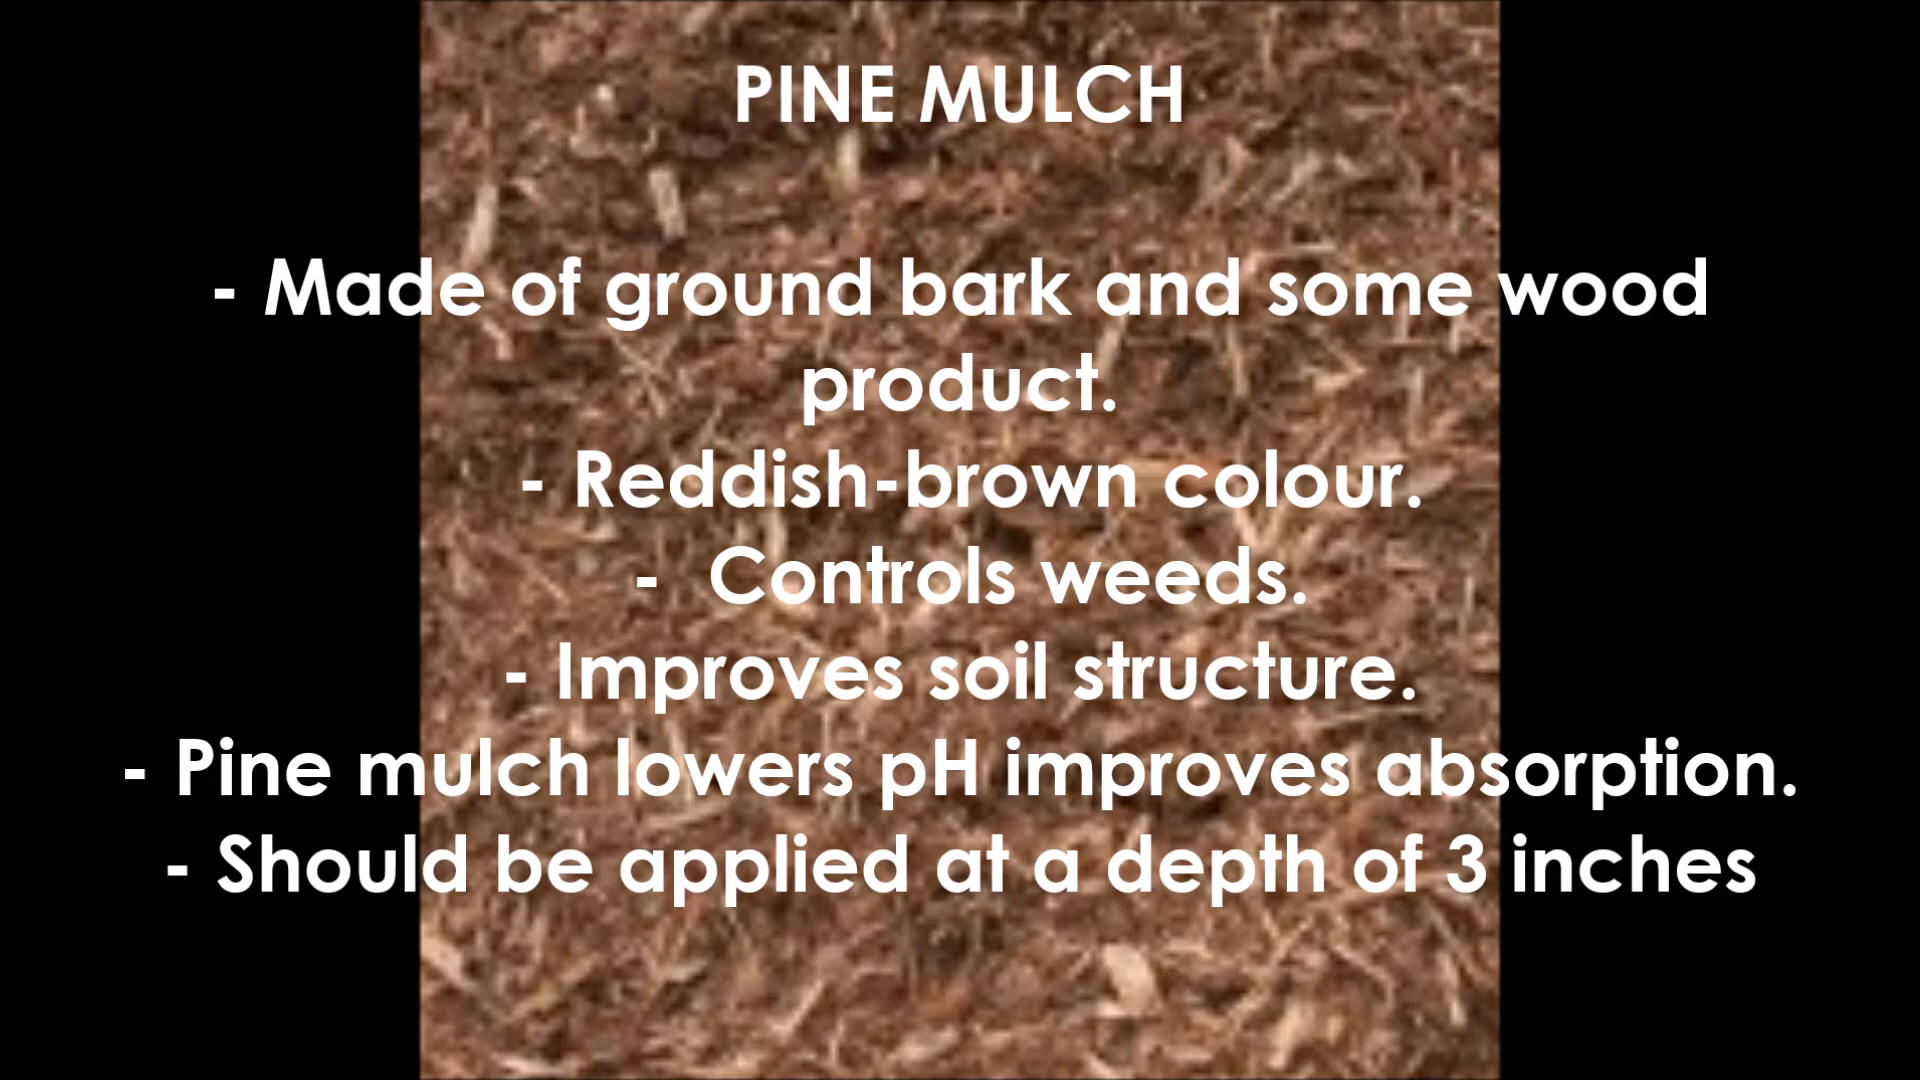 PINE MULCH
- Made of ground bark and some wood
product.
- Reddish-brown colour.
-  Controls weeds.
- Improves soil structure.
- Pine mulch lowers pH improves absorption.
- Should be applied at a depth of 3 inches